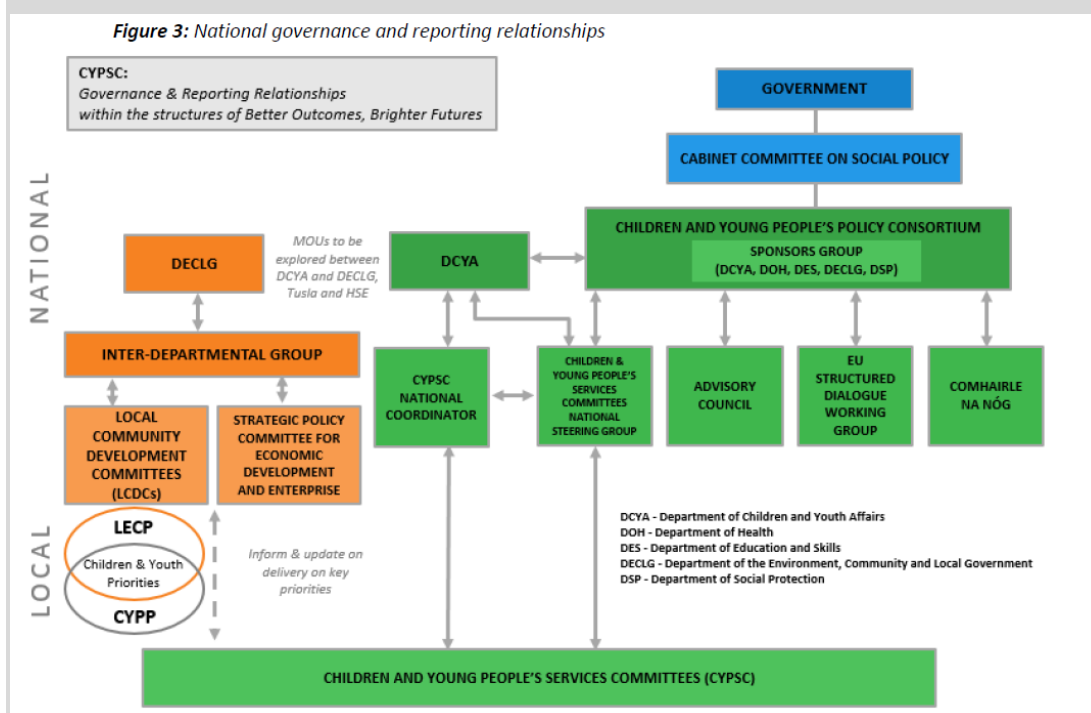 Figure 3: National governance and reporting relationships
CYPSC:
Governance & Reporting Relationships
within the structures of Better Outcomes, Brighter Futures
GOVERNMENT
CABINET COMMITTEE ON SOCIAL POLICY
NATIONAL
CHILDREN AND YOUNG PEOPLE'S POLICY CONSORTIUM
SPONSORS GROUP
(DCYA, DOH, DES, DECLG, DSP)
DECLG
MOUs to be
explored between
DCYA and DECLG,
Tusla and HSE
DCYA
INTER-DEPARTMENTAL GROUP
CYPSC
NATIONAL
COORDINATOR
CHILDREN &
YOUNG PEOPLE'S
SERVICES
COMMITTEES
NATIONAL
STEERING GROUP
ADVISORY
COUNCIL
EU
STRUCTURED
DIALOGUE
WORKING
GROUP
COMHAIRLE
NA NÓG
LOCAL
COMMUNITY
DEVELOPMENT
COMMITTEES
(LCDCs)
STRATEGIC POLICY
COMMITTEE FOR
ECONOMIC
DEVELOPMENT
AND ENTERPRISE
LOCAL
LECP
Children & Youth
Priorities
CYPP
Inform & update on
delivery on key
priorities
DCYA - Department of Children and Youth Affairs
DOH - Department of Health
DES - Department of Education and Skills
DECLG - Department of the Environment, Community and Local Government
DSP - Department of Social Protection
CHILDREN AND YOUNG PEOPLE'S SERVICES COMMITTEES (CYPSC)